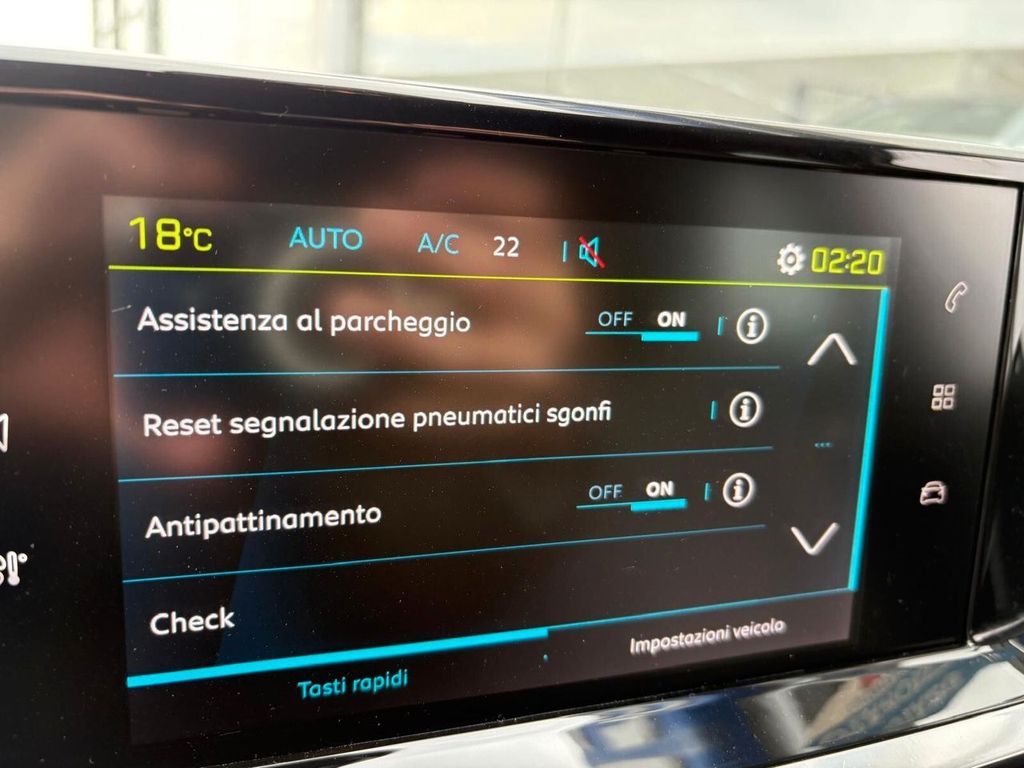 18°C AUTO A/C 22 02:20
Assistenza al parcheggio OFF ON
Reset segnalazione pneumatici sgonfi
Antipattinamento OFF ON
Check
Tasti rapidi Impostazioni veicolo